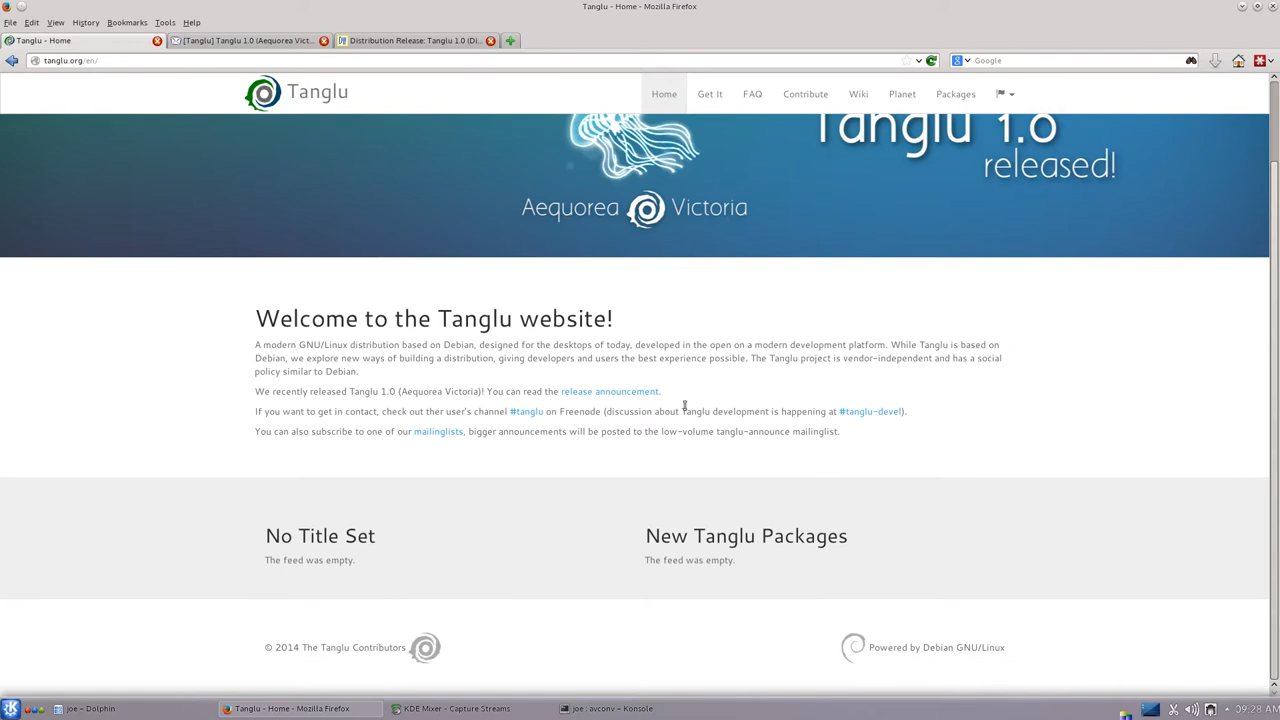 Tanglu - Home - Mozilla Firefox
File Edit View History Bookmarks Tools Help
Tanglu - Home
[Tanglu] Tanglu 1.0 (Aequorea Vict...
Distribution Release: Tanglu 1.0 (Di...
tanglu.org/en/
Google
Tanglu
Home Get It FAQ Contribute Wiki Planet Packages
Tanglu 1.0
released!
Aequorea Victoria
Welcome to the Tanglu website!
A modern GNU/Linux distribution based on Debian, designed for the desktops of today, developed in the open on a modern development platform. While Tanglu is based on
Debian, we explore new ways of building a distribution, giving developers and users the best experience possible. The Tanglu project is vendor-independent and has a social
policy similar to Debian.
We recently released Tanglu 1.0 (Aequorea Victoria)! You can read the release announcement.
If you want to get in contact, check out ther user's channel #tanglu on Freenode (discussion about Tanglu development is happening at #tanglu-devel).
You can also subscribe to one of our mailinglists, bigger announcements will be posted to the low-volume tanglu-announce mailinglist.
No Title Set
New Tanglu Packages
The feed was empty.
The feed was empty.
© 2014 The Tanglu Contributors
Powered by Debian GNU/Linux
joe – Dolphin
Tanglu - Home - Mozilla Firefox
KDE Mixer - Capture Streams
joe : avconv – Konsole
09:28 AM